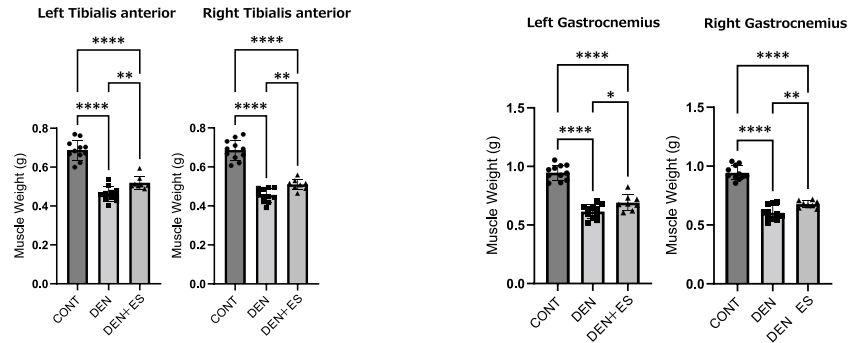 Left Tibialis anterior
****
**
****
Muscle Weight (g)
0.8
0.6
0.4
0.2
0.0
CONT
DEN
DEN+ES
Right Tibialis anterior
****
**
****
Muscle Weight (g)
0.8
0.6
0.4
0.2
0.0
CONT
DEN
DEN+ES
Left Gastrocnemius
****
*
****
Muscle Weight (g)
1.5
1.0
0.5
0.0
CONT
DEN
DEN+ES
Right Gastrocnemius
****
**
****
Muscle Weight (g)
1.5
1.0
0.5
0.0
CONT
DEN
DEN ES